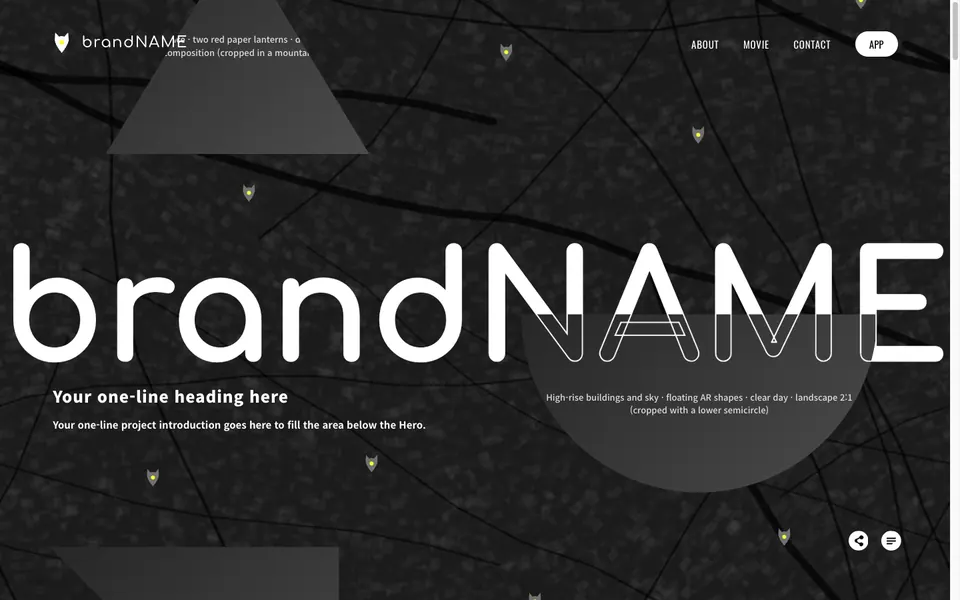 brandNAME
· two red paper lanterns ·
composition (cropped in a
ABOUT MOVIE CONTACT APP
brandNAME
Your one-line heading here
Your one-line project introduction goes here to fill the area below the Hero.
High-rise buildings and sky · floating AR shapes · clear day · landscape 2:1
(cropped with a lower semicircle)